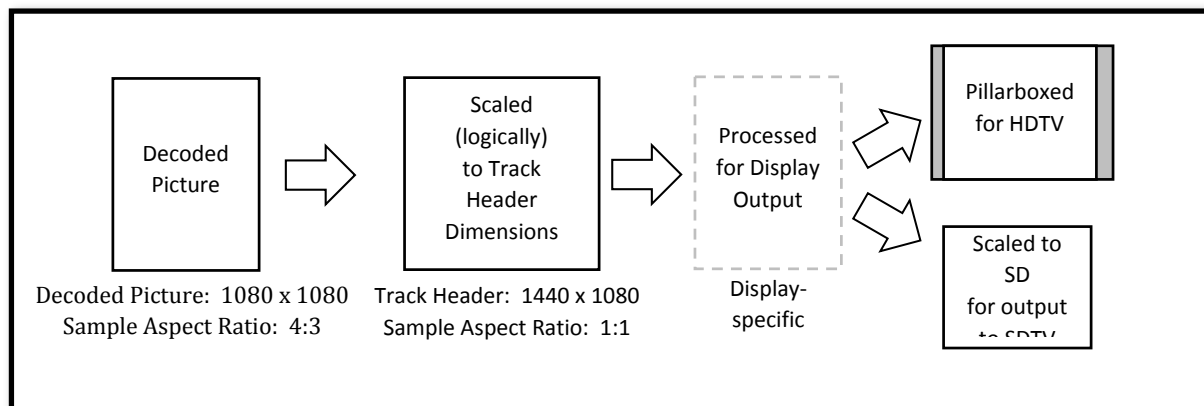 Decoded
Picture
Decoded Picture: 1080 x 1080
Sample Aspect Ratio: 4:3
Scaled
(logically)
to Track
Header
Dimensions
Track Header: 1440 x 1080
Sample Aspect Ratio: 1:1
Processed
for Display
Output
Display-
specific
Pillarboxed
for HDTV
Scaled to
SD
for output
to SDTV